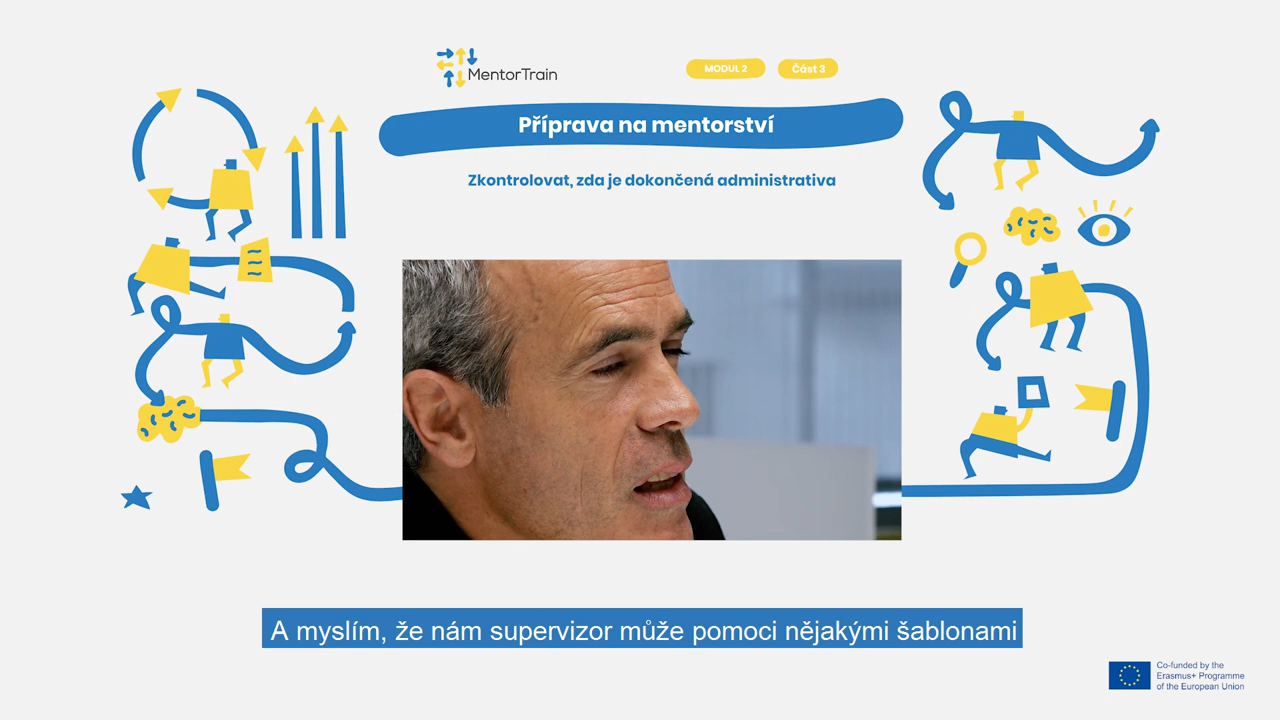 MentorTrain
MODUL 2
Část 3
Příprava na mentorství
Zkontrolovat, zda je dokončená administrativa
A myslím, že nám supervizor může pomoci nějakými šablonami
Co-funded by the
Erasmus+ Programme
of the European Union